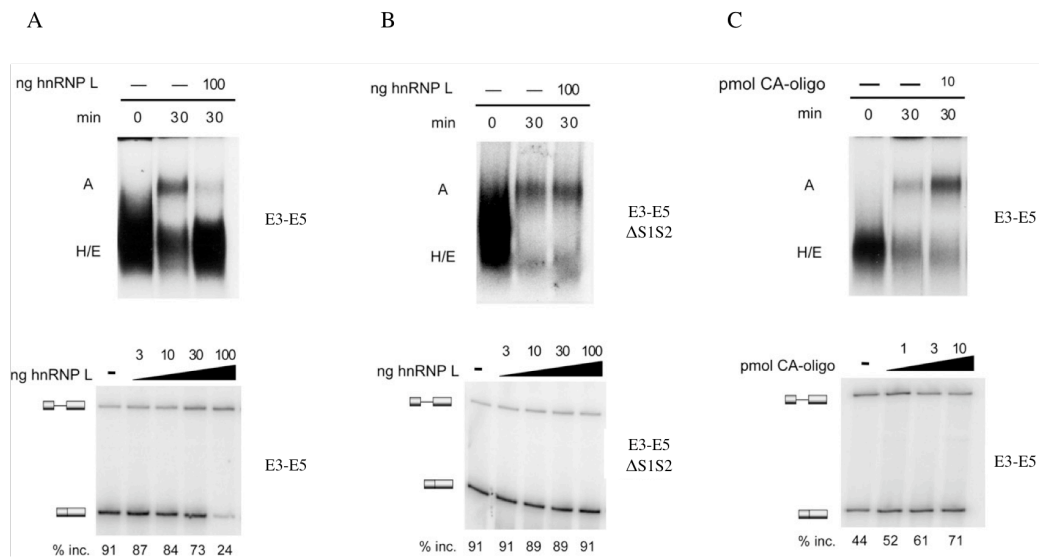 A
B
C
ng hnRNP L — — 100
min 0 30 30
A
H/E
E3-E5
ng hnRNP L — — 100
min 0 30 30
A
H/E
E3-E5
ΔS1S2
pmol CA-oligo — — 10
min
0 30 30
A
H/E
E3-E5
3 10 30 100
ng hnRNP L -
E3-E5
% inc. 91 87 84 73 24
3 10 30 100
ng hnRNP L -
E3-E5
ΔS1S2
% inc. 91 91 89 89 91
1 3 10
pmol CA-oligo -
E3-E5
% inc. 44 52 61 71